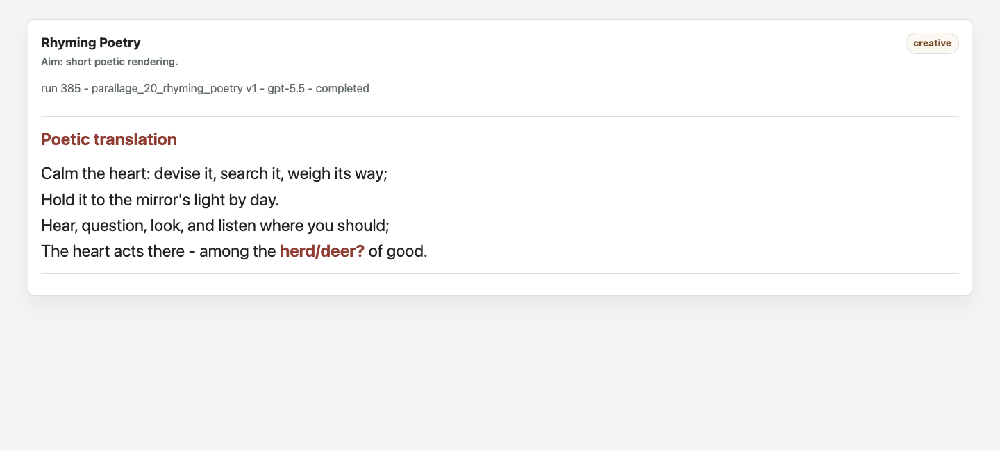 Rhyming Poetry
creative
Aim: short poetic rendering.
run 385 - parallage_20_rhyming_poetry v1 - gpt-5.5 - completed
Poetic translation
Calm the heart: devise it, search it, weigh its way;
Hold it to the mirror's light by day.
Hear, question, look, and listen where you should;
The heart acts there - among the herd/deer? of good.